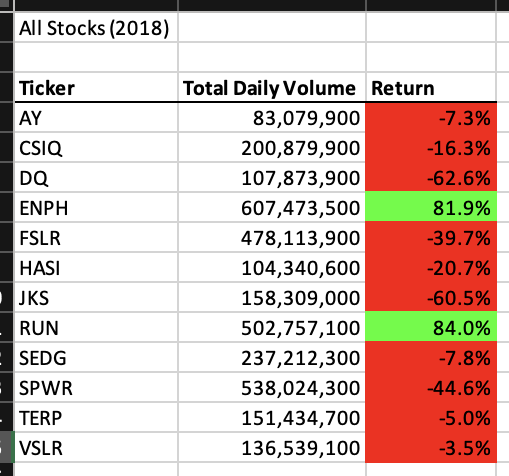 All Stocks (2018)
Ticker Total Daily Volume Return
AY 83,079,900 -7.3%
CSIQ 200,879,900 -16.3%
DQ 107,873,900 -62.6%
ENPH 607,473,500 81.9%
FSLR 478,113,900 -39.7%
HASI 104,340,600 -20.7%
JKS 158,309,000 -60.5%
RUN 502,757,100 84.0%
SEDG 237,212,300 -7.8%
SPWR 538,024,300 -44.6%
TERP 151,434,700 -5.0%
VSLR 136,539,100 -3.5%